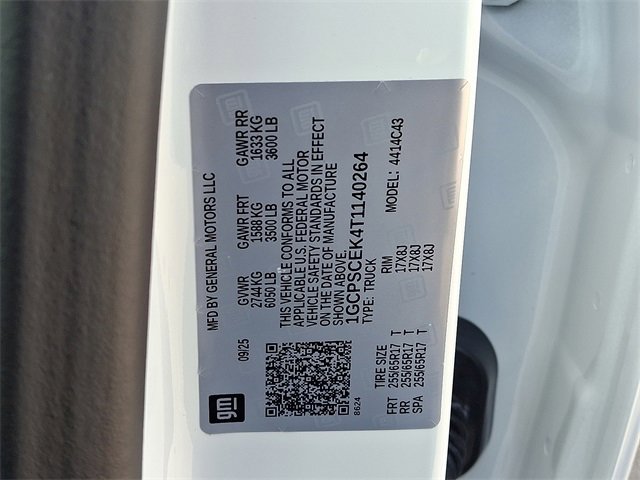 MFD BY GENERAL MOTORS LLC
09/25
GVWR GAWR FRT GAWR RR
2744 KG 1588 KG 1633 KG
6050 LB 3500 LB 3600 LB
THIS VEHICLE CONFORMS TO ALL
APPLICABLE U.S. FEDERAL MOTOR
VEHICLE SAFETY STANDARDS IN EFFECT
ON THE DATE OF MANUFACTURE
SHOWN ABOVE.
1GCPSCEK4T1140264
TYPE: TRUCK MODEL: 4414C43
gm
8624
TIRE SIZE RIM
FRT 255/65R17 T 17X8J
RR 255/65R17 T 17X8J
SPA 255/65R17 T 17X8J